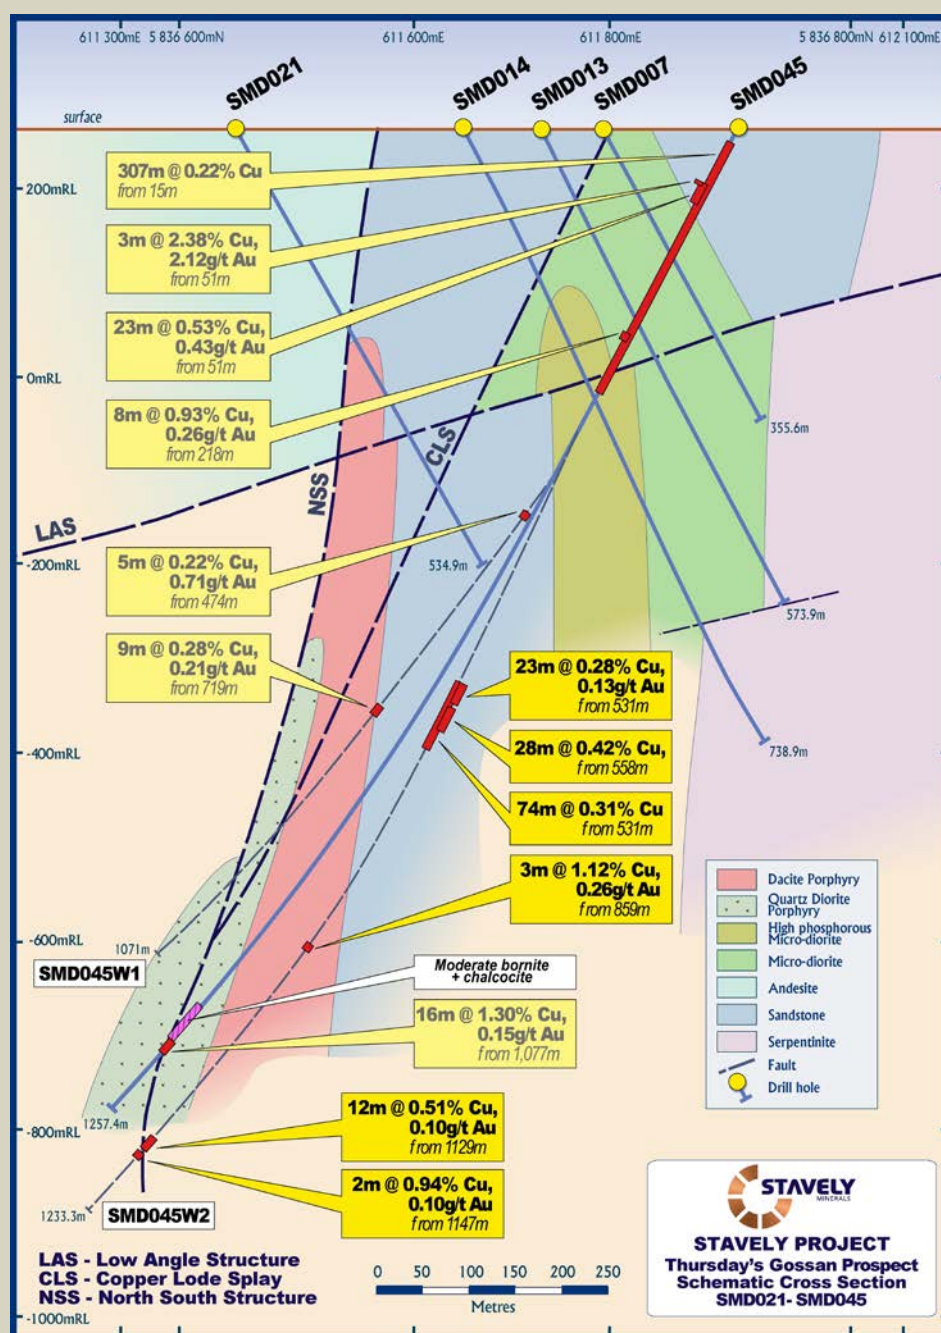 611 300mE 5 836 600mN 611 600mE 611 800mE 5 836 800mN 612 100mE
SMD021
SMD014
SMD013
SMD007
SMD045
surface
200mRL
0mRL
-200mRL
-400mRL
-600mRL
-800mRL
-1000mRL
307m @ 0.22% Cu
from 15m
3m @ 2.38% Cu,
2.12g/t Au
from 51m
23m @ 0.53% Cu,
0.43g/t Au
from 51m
8m @ 0.93% Cu,
0.26g/t Au
from 218m
LAS
NSS
CLS
355.6m
534.9m
573.9m
738.9m
5m @ 0.22% Cu,
0.71g/t Au
from 474m
9m @ 0.28% Cu,
0.21g/t Au
from 719m
23m @ 0.28% Cu,
0.13g/t Au
from 531m
28m @ 0.42% Cu,
from 558m
74m @ 0.31% Cu
from 531m
3m @ 1.12% Cu,
0.26g/t Au
from 859m
1071m
SMD045W1
Moderate bornite
+ chalcocite
16m @ 1.30% Cu,
0.15g/t Au
from 1,077m
1257.4m
12m @ 0.51% Cu,
0.10g/t Au
from 1129m
2m @ 0.94% Cu,
0.10g/t Au
from 1147m
1233.3m
SMD045W2
Dacite Porphyry
Quartz Diorite
Porphyry
High phosphorous
Micro-diorite
Micro-diorite
Andesite
Sandstone
Serpentinite
Fault
Drill hole
LAS - Low Angle Structure
CLS - Copper Lode Splay
NSS - North South Structure
0 50 100 150 200 250
Metres
STAVELY
MINERALS
STAVELY PROJECT
Thursday's Gossan Prospect
Schematic Cross Section
SMD021- SMD045